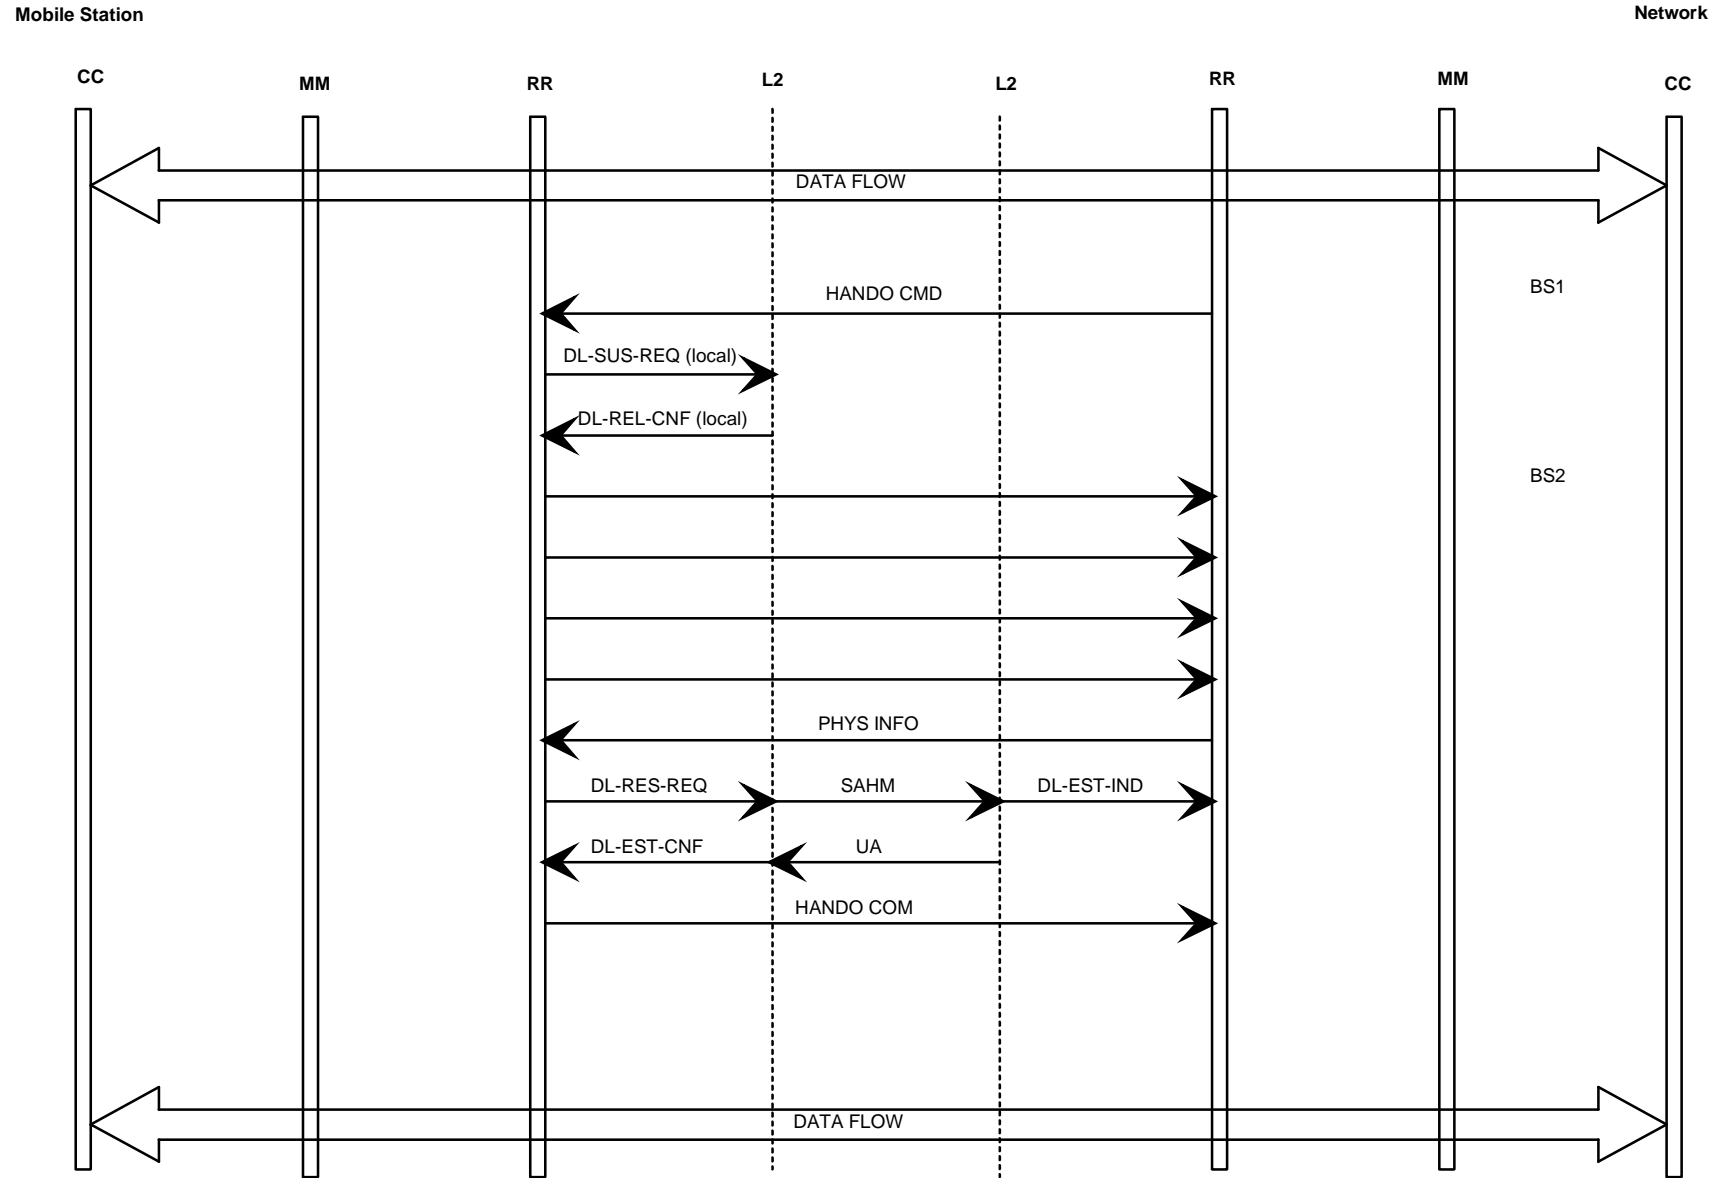 Mobile Station
Network
CC
MM
RR
L2
L2
RR
MM
CC
DATA FLOW
BS1
HANDO CMD
DL-SUS-REQ (local)
DL-REL-CNF (local)
BS2
PHYS INFO
DL-RES-REQ
SAHM
DL-EST-IND
DL-EST-CNF
UA
HANDO COM
DATA FLOW